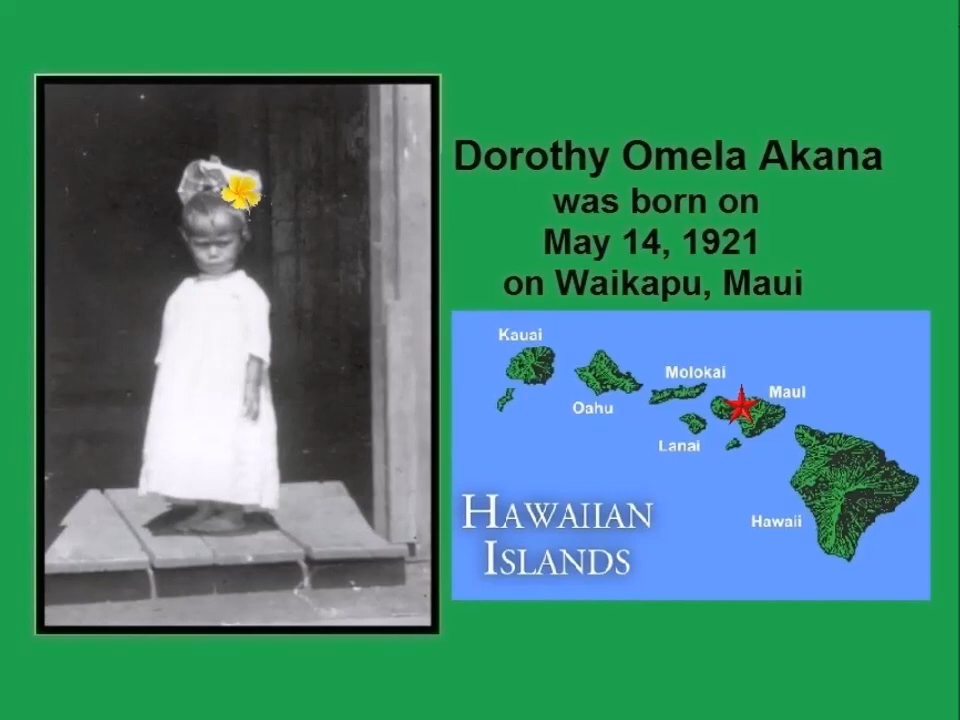 Dorothy Omela Akana
was born on
May 14, 1921
on Waikapu, Maui
Kauai
Oahu
Molokai
Maui
Lanai
Hawaii
HAWAIIAN
ISLANDS